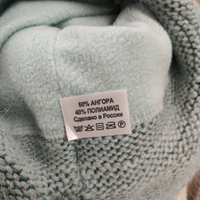 60% АНГОРА
40% ПОЛИАМИД
Сделано в России